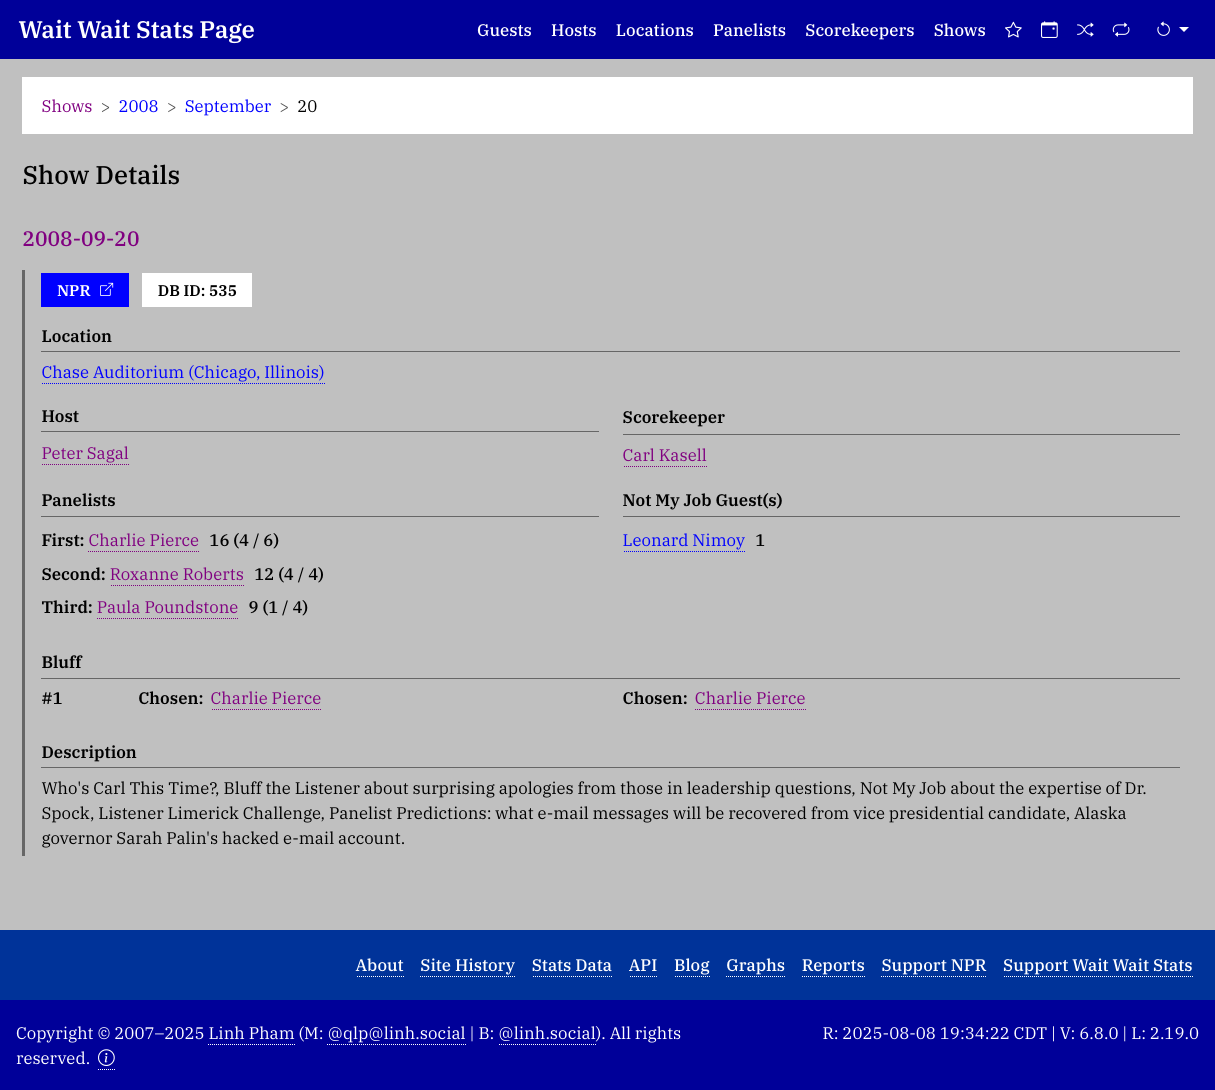 Wait Wait Stats Page
Guests Hosts Locations Panelists Scorekeepers Shows
Shows > 2008 > September > 20
Show Details
2008-09-20
NPR DB ID: 535
Location
Chase Auditorium (Chicago, Illinois)
Host
Peter Sagal
Scorekeeper
Carl Kasell
Panelists
First: Charlie Pierce 16 (4 / 6)
Second: Roxanne Roberts 12 (4 / 4)
Third: Paula Poundstone 9 (1 / 4)
Not My Job Guest(s)
Leonard Nimoy 1
Bluff
#1 Chosen: Charlie Pierce Chosen: Charlie Pierce
Description
Who's Carl This Time?, Bluff the Listener about surprising apologies from those in leadership questions, Not My Job about the expertise of Dr.
Spock, Listener Limerick Challenge, Panelist Predictions: what e-mail messages will be recovered from vice presidential candidate, Alaska
governor Sarah Palin's hacked e-mail account.
About Site History Stats Data API Blog Graphs Reports Support NPR Support Wait Wait Stats
Copyright © 2007–2025 Linh Pham (M: @qlp@linh.social | B: @linh.social). All rights
reserved.
R: 2025-08-08 19:34:22 CDT | V: 6.8.0 | L: 2.19.0